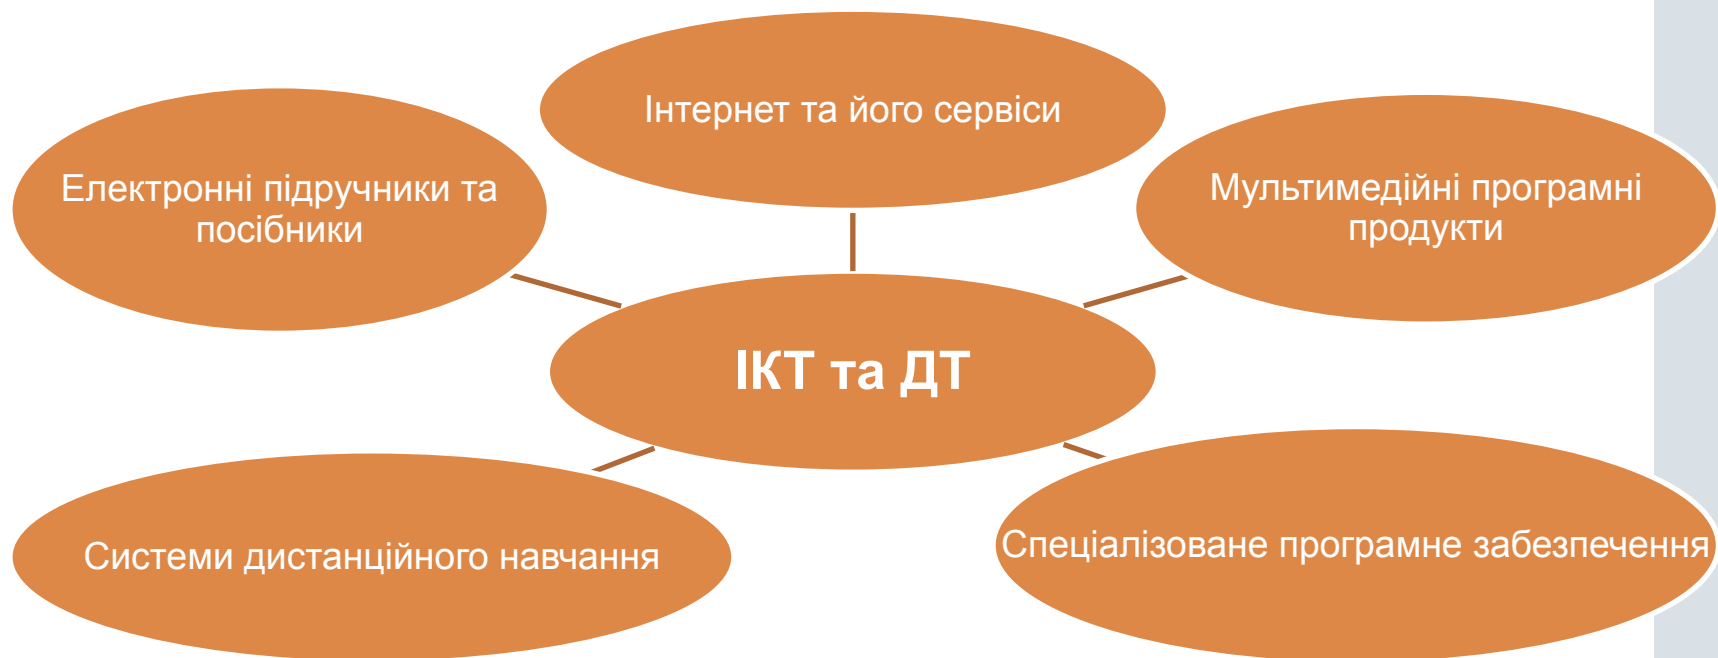 Інтернет та його сервіси
Електронні підручники та
посібники
Мультимедійні програмні
продукти
ІКТ та ДТ
Системи дистанційного навчання
Спеціалізоване програмне забезпечення